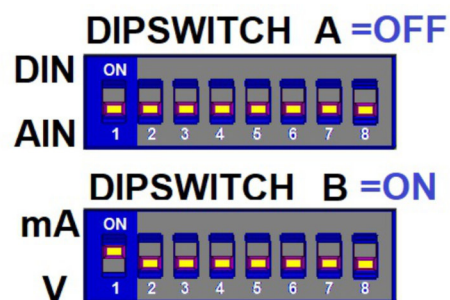 DIPSWITCH A =OFF
DIN
ON
AIN
1 2 3 4 5 6 7 8
DIPSWITCH B =ON
mA
ON
V
1 2 3 4 5 6 7 8